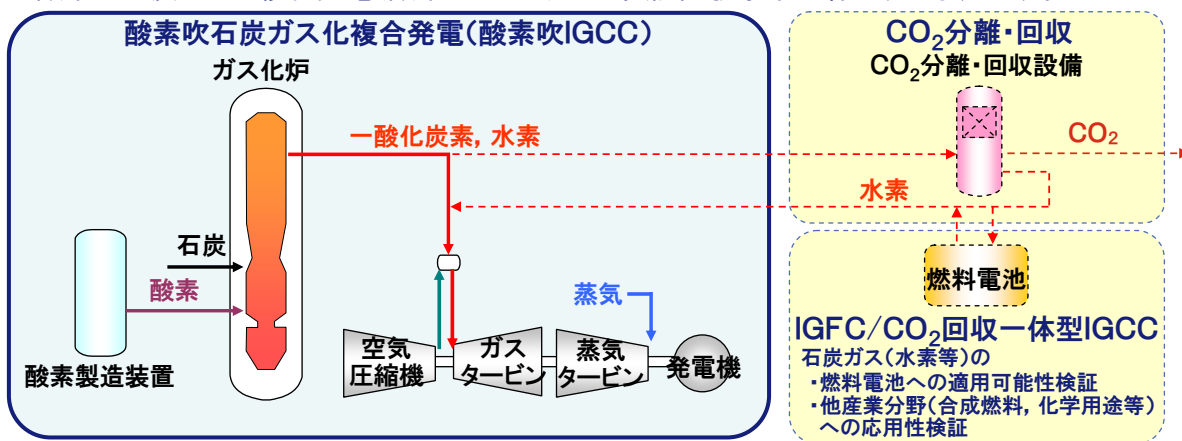 酸素吹石炭ガス化複合発電(酸素吹IGCC)
ガス化炉
一酸化炭素, 水素
石炭
酸素
酸素製造装置
蒸気
空気
圧縮機
ガス
タービン
蒸気
タービン
発電機
CO₂分離・回収
CO₂分離・回収設備
CO₂
水素
燃料電池
IGFC/CO₂回収一体型IGCC
石炭ガス(水素等)の
・燃料電池への適用可能性検証
・他産業分野(合成燃料, 化学用途等)
への応用性検証